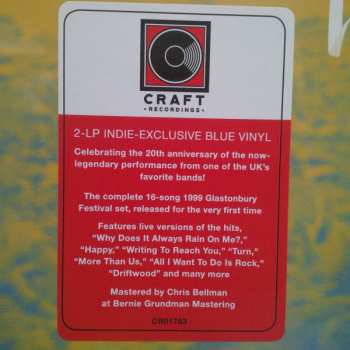 CRAFT
RECORDINGS
2-LP INDIE-EXCLUSIVE BLUE VINYL
Celebrating the 20th anniversary of the now-
legendary performance from one of the UK's
favorite bands!
The complete 16-song 1999 Glastonbury
Festival set, released for the very first time
Features live versions of the hits,
“Why Does It Always Rain On Me?,”
“Happy,” “Writing To Reach You,” “Turn,”
“More Than Us,” “All I Want To Do Is Rock,”
“Driftwood” and many more
Mastered by Chris Bellman
at Bernie Grundman Mastering
CR01783